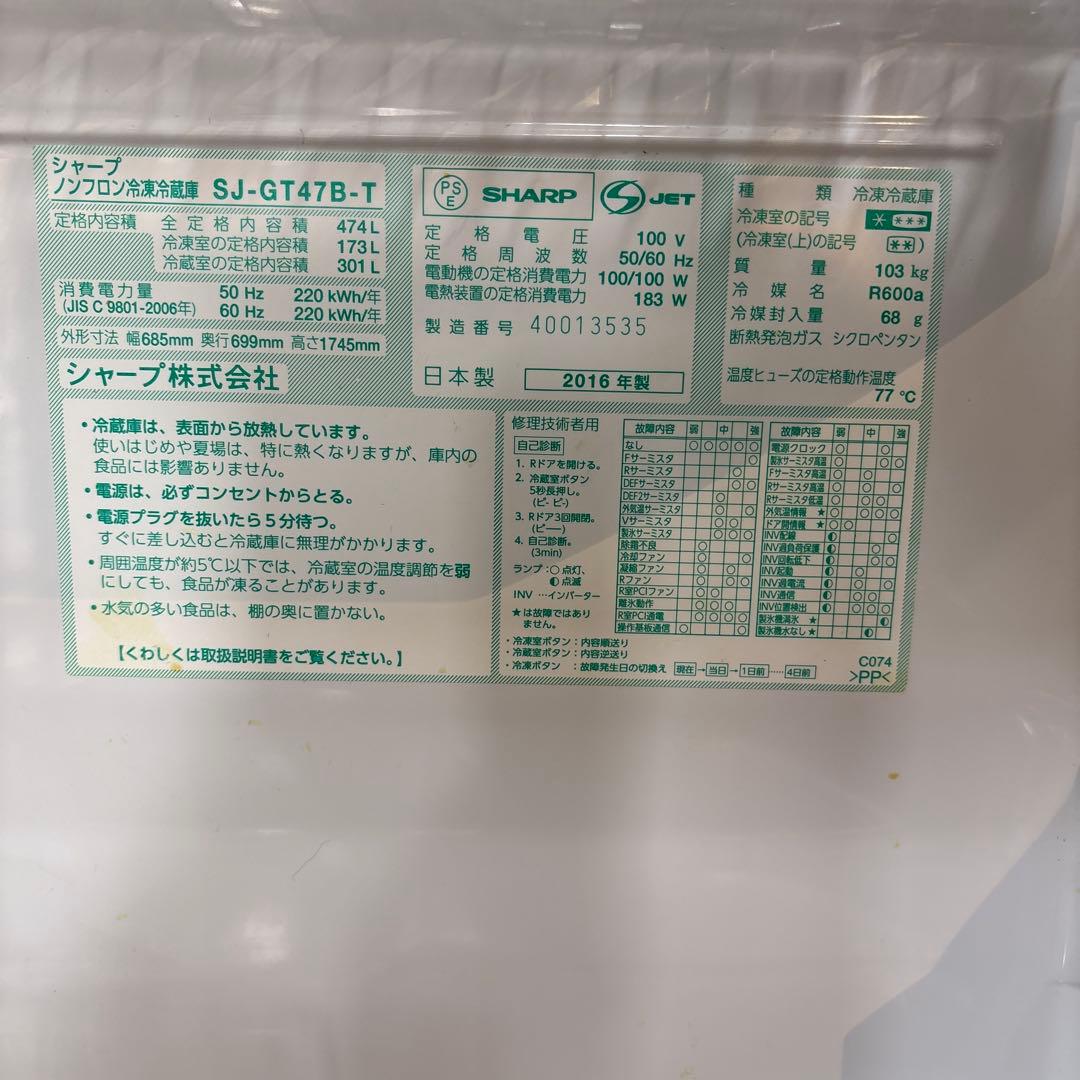 シャープ
ノンフロン冷凍冷蔵庫 SJ-GT47B-T
定格内容積 全定格内容積 474 L
冷凍室の定格内容積 173 L
冷蔵室の定格内容積 301 L
消費電力量 50 Hz 220 kWh/年
(JIS C 9801-2006年) 60 Hz 220 kWh/年
外形寸法 幅685mm 奥行699mm 高さ1745mm
シャープ株式会社
PS
E
SHARP
S JET
定格電圧 100 V
定格周波数 50/60 Hz
電動機の定格消費電力 100/100 W
電熱装置の定格消費電力 183 W
製造番号 40013535
日本製 2016 年製
種類 冷凍冷蔵庫
冷凍室の記号 * ***
(冷凍室(上)の記号 ** )
質量 103 kg
冷媒名 R600a
冷媒封入量 68 g
断熱発泡ガス シクロペンタン
温度ヒューズの定格動作温度
77 ℃
・冷蔵庫は、表面から放熱しています。
使いはじめや夏場は、特に熱くなりますが、庫内の
食品には影響ありません。
・電源は、必ずコンセントからとる。
・電源プラグを抜いたら5分待つ。
すぐに差し込むと冷蔵庫に無理がかかります。
・周囲温度が約5℃以下では、冷蔵室の温度調節を弱
にしても、食品が凍ることがあります。
・水気の多い食品は、棚の奥に置かない。
【くわしくは取扱説明書をご覧ください。】
修理技術者用
自己診断
1. Rドアを開ける。
2. 冷蔵室ボタン
5秒長押し。
(ピｰ ピｰ)
3. Rドア3回開閉。
(ピー)
4. 自己診断。
(3min)
ランプ:○点灯、
◐点滅
INV …インバーター
★は故障ではあり
ません。
故障内容 弱 中 強
なし ○ ○ ○ ○ ○
Fサーミスタ ○
Rサーミスタ ○
DEFサーミスタ ○ ○
DEF2サーミスタ ○
外気温サーミスタ ○ ○
Vサーミスタ ○ ○
製氷サーミスタ ○ ○ ○
除霜不良 ○
冷却ファン ○ ○
凝縮ファン ○ ○
Rファン ○ ○ ○
R室PCIファン ○ ○
離氷動作 ○ ○ ○
R室PCI通電 ○ ○ ○
操作基板通信 ○ ○
故障内容 弱 中 強
電源クロック ○
製氷サーミスタ高温 ○ ○ ○
Fサーミスタ高温 ○ ○
Rサーミスタ高温 ○ ○ ○
Rサーミスタ低温 ○ ○
外気温情報 ★
ドア開情報 ★ ○ ○
INV配線 ◐
INV過負荷保護 ◐
INV回転低下 ◐
INV起動 ◐
INV過電流 ◐
INV通信 ◐
INV位置検出 ◐ ○ ○ ○
製氷機満氷 ★ ◐
製氷機水なし ★ ◐
・冷凍室ボタン:内容順送り
・冷蔵室ボタン:内容逆送り
・冷凍ボタン :故障発生日の切換え 現在→当日→1日前……4日前
C074
>PP<